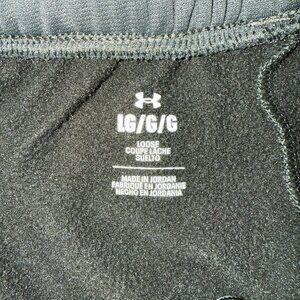 LG/G/G
LOOSE
COUPE LÂCHE
SUELTO
MADE IN JORDAN
FABRIQUÉ EN JORDANIE
HECHO EN JORDANIA